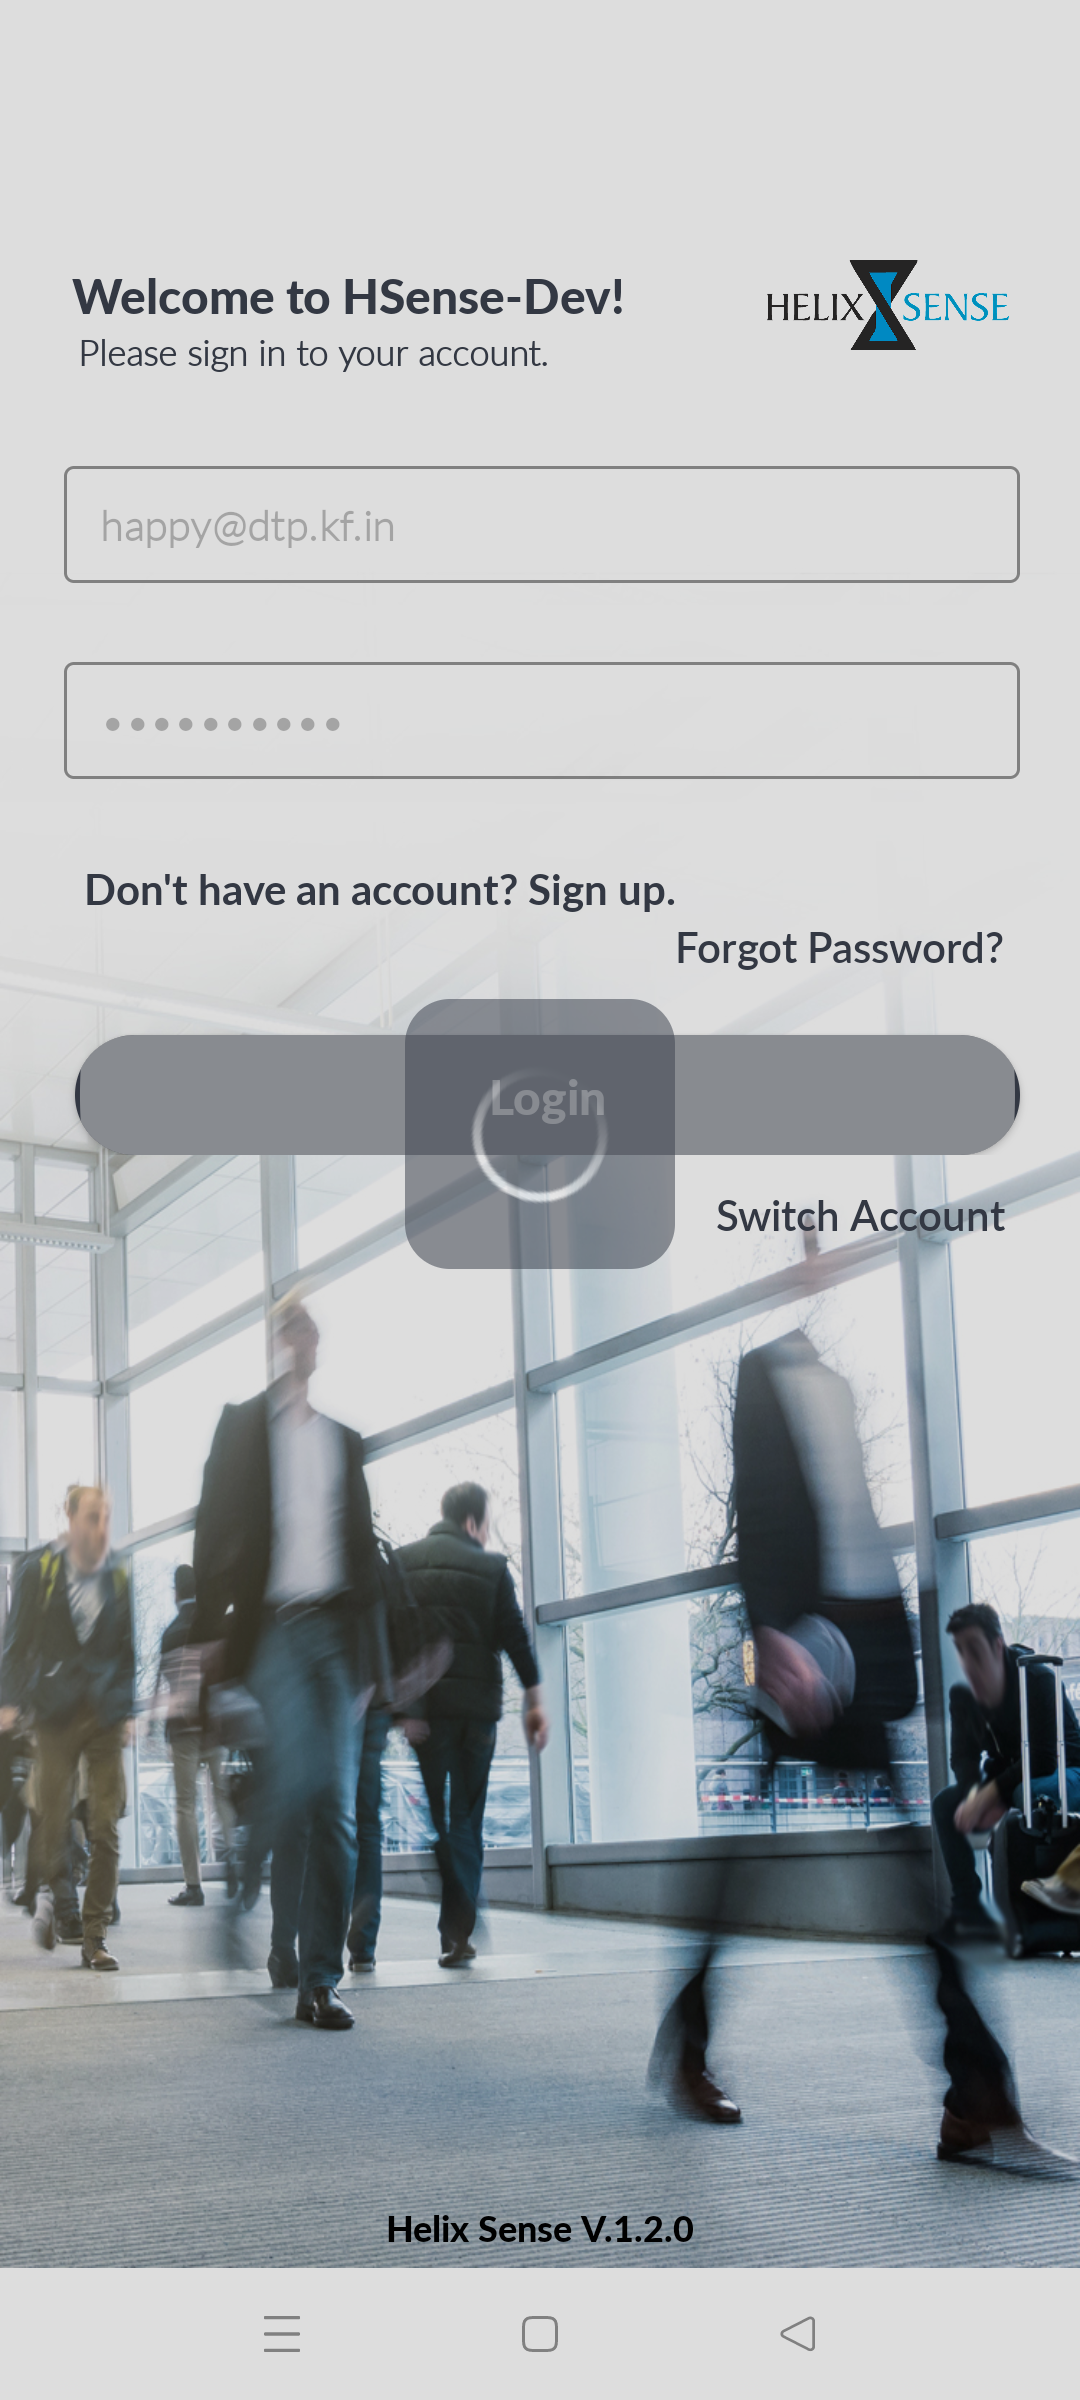 Welcome to HSense-Dev!
HELIX SENSE
Please sign in to your account.
happy@dtp.kf.in
••••••••••
Don't have an account? Sign up.
Forgot Password?
Login
Switch Account
Helix Sense V.1.2.0